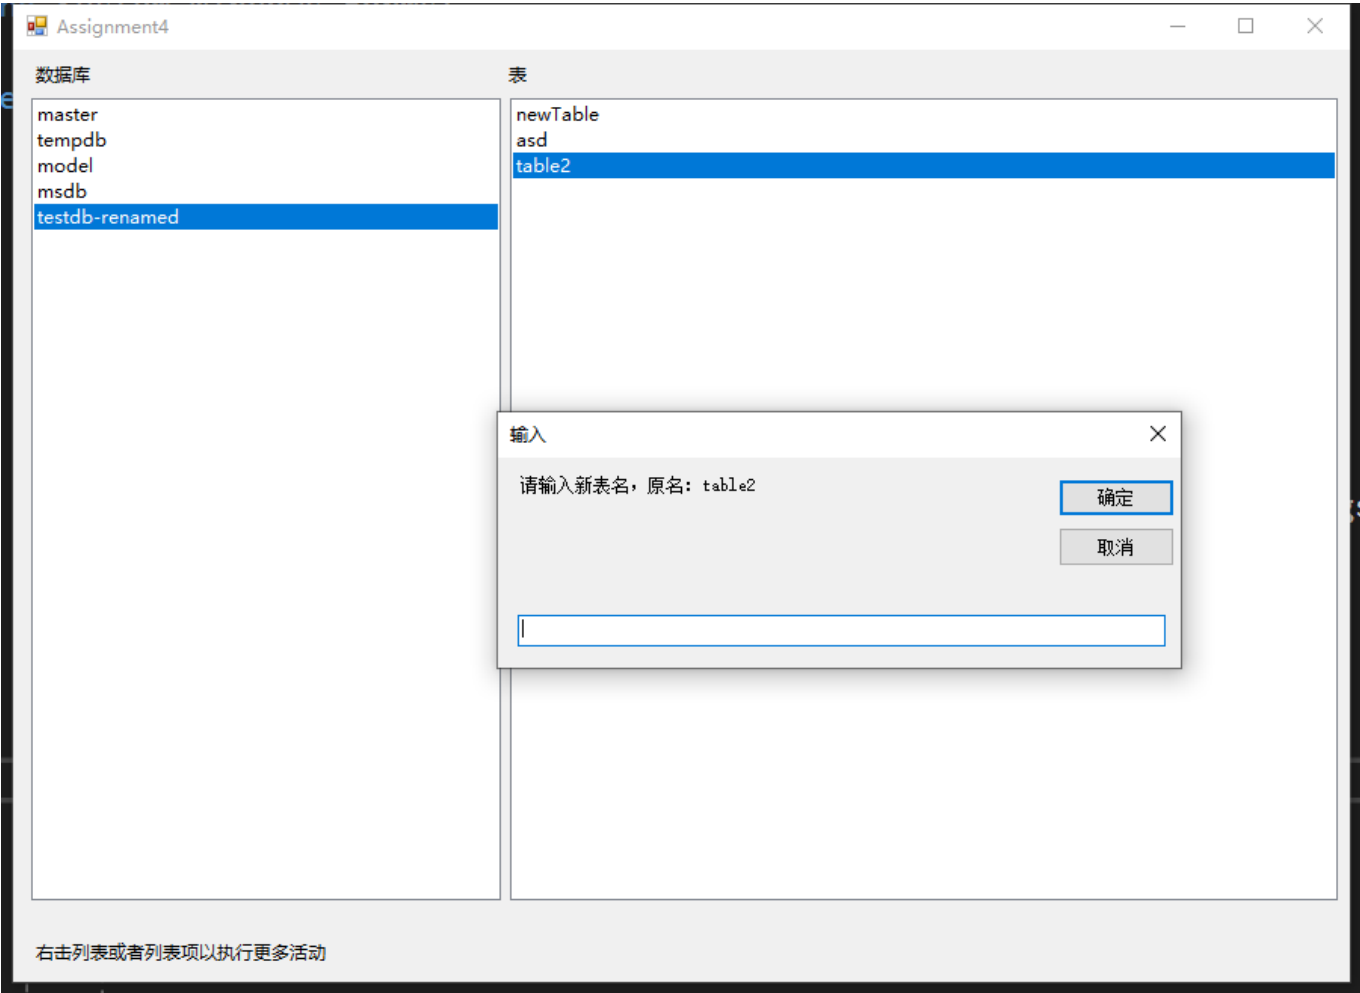 Assignment4
数据库
表
master
tempdb
model
msdb
testdb-renamed
newTable
asd
table2
输入
请输入新表名，原名：table2
确定
取消
右击列表或者列表项以执行更多活动